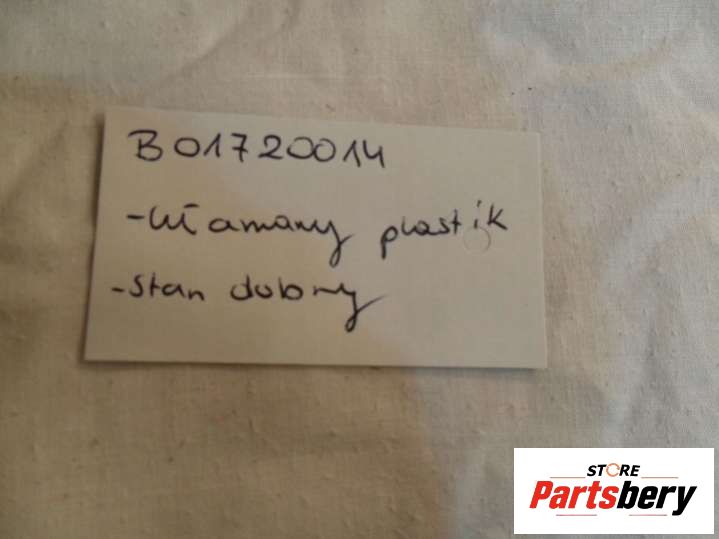 B01720014
- Ułamany plastik
- Stan dobry
STORE
Partsbery